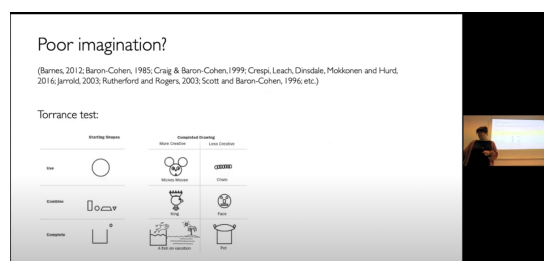 Poor imagination?
(Barnes, 2012; Baron-Cohen, 1985; Craig & Baron-Cohen,1999; Crespi, Leach, Dinsdale, Mokkonen and Hurd,
2016; Jarrold, 2003; Rutherford and Rogers, 2003; Scott and Baron-Cohen, 1996; etc.)
Torrance test:
Starting Shapes
Completed Drawing
More Creative
Less Creative
Use
Mickey Mouse
Chain
Combine
King
Face
Complete
A fish on vacation
Pot